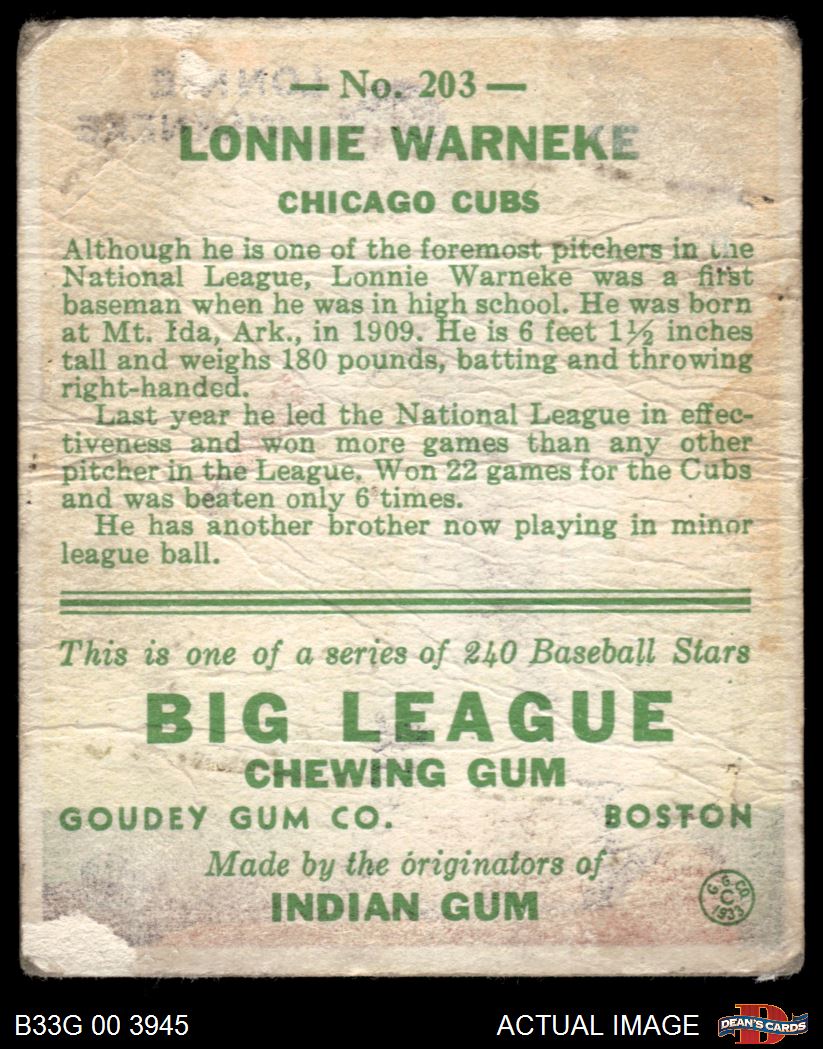 — No. 203 —
LONNIE WARNEKE
CHICAGO CUBS
Although he is one of the foremost pitchers in the
National League, Lonnie Warneke was a first
baseman when he was in high school. He was born
at Mt. Ida, Ark., in 1909. He is 6 feet 1½ inches
tall and weighs 180 pounds, batting and throwing
right-handed.
Last year he led the National League in effec-
tiveness and won more games than any other
pitcher in the League. Won 22 games for the Cubs
and was beaten only 6 times.
He has another brother now playing in minor
league ball.
This is one of a series of 240 Baseball Stars
BIG LEAGUE
CHEWING GUM
GOUDEY GUM CO. BOSTON
Made by the originators of
INDIAN GUM
G. G. CO.
C
1933
B33G 00 3945 ACTUAL IMAGE D DEAN'S CARDS